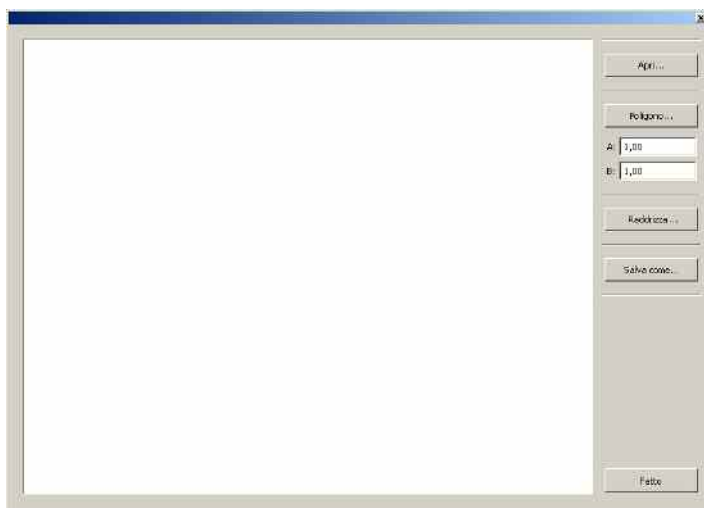 Apri...
Poligono...
A: 1,00
B: 1,00
Raddrizza...
Salva come...
Fatto